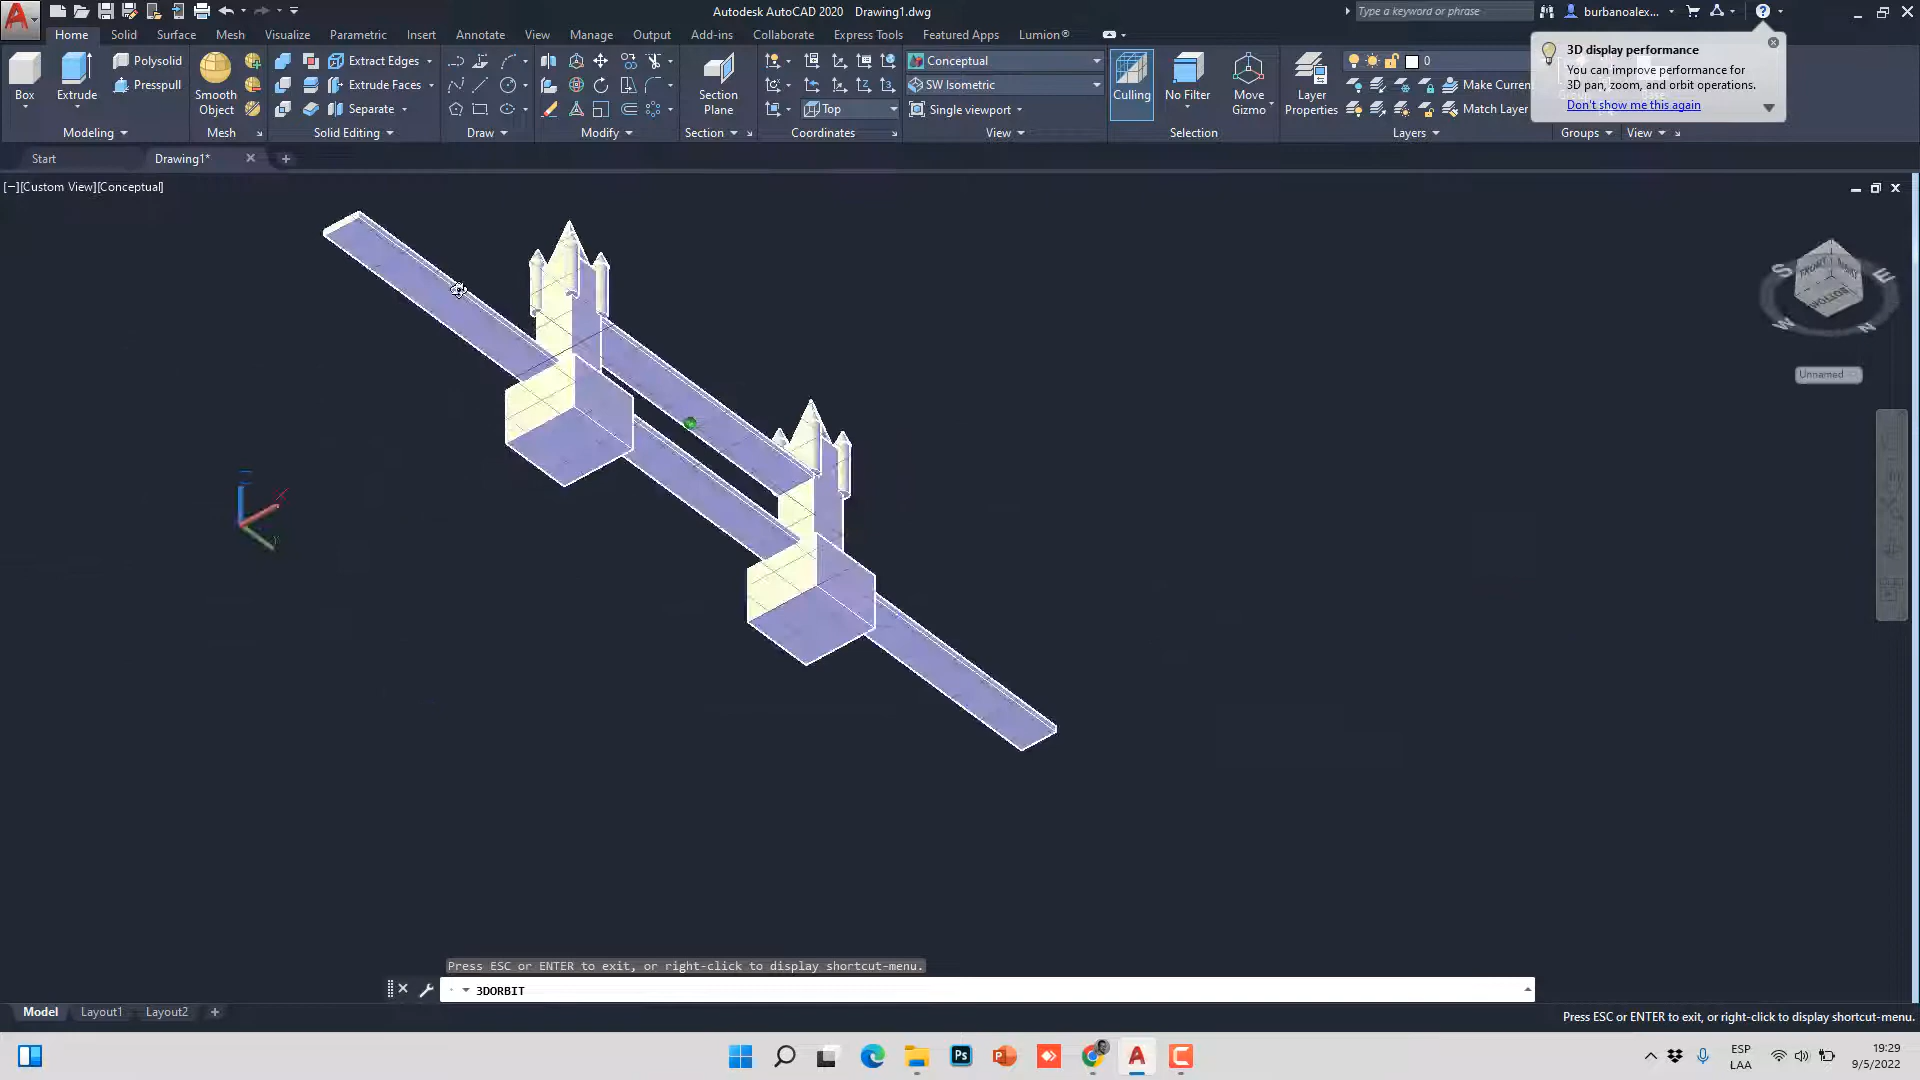 Autodesk AutoCAD 2020 Drawing1.dwg
Type a keyword or phrase
burbanoalex...
Home Solid Surface Mesh Visualize Parametric Insert Annotate View Manage Output Add-ins Collaborate Express Tools Featured Apps Lumion®
Box
Extrude
Polysolid
Presspull
Modeling
Smooth
Object
Mesh
Extract Edges
Extrude Faces
Separate
Solid Editing
Draw
Modify
Section
Plane
Section
Top
Coordinates
Conceptual
SW Isometric
Single viewport
View
Culling
No Filter
Move
Gizmo
Selection
Layer
Properties
0
Make Current
Match Layer
Layers
Groups
View
3D display performance
You can improve performance for
3D pan, zoom, and orbit operations.
Don't show me this again
Start
Drawing1*
[−][Custom View][Conceptual]
S
E
FRONT
BOTTOM
W
N
Unnamed
X
Y
Press ESC or ENTER to exit, or right-click to display shortcut-menu.
3DORBIT
Model
Layout1
Layout2
Press ESC or ENTER to exit, or right-click to display shortcut-menu.
Ps
ESP
LAA
19:29
9/5/2022